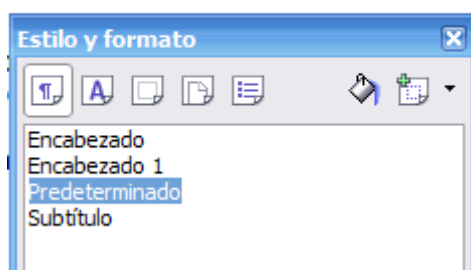 Estilo y formato
Encabezado
Encabezado 1
Predeterminado
Subtítulo